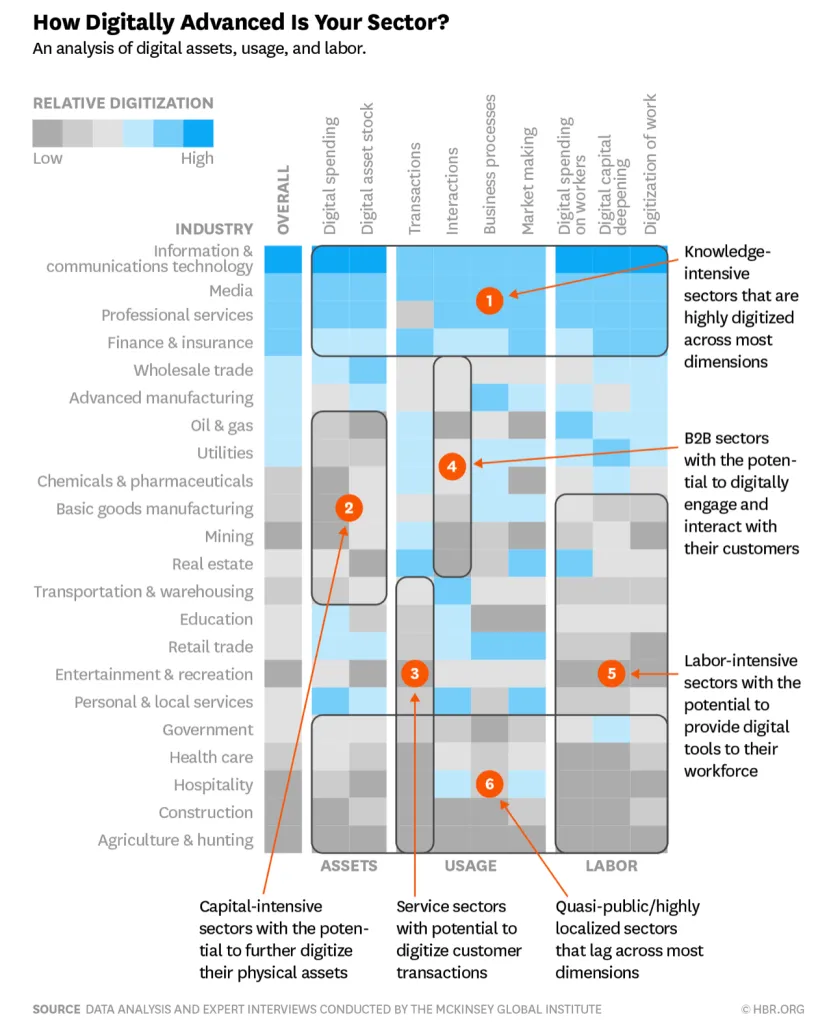 How Digitally Advanced Is Your Sector?
An analysis of digital assets, usage, and labor.
RELATIVE DIGITIZATION
Low
High
INDUSTRY
OVERALL
Digital spending
Digital asset stock
Transactions
Interactions
Business processes
Market making
Digital spending
on workers
Digital capital
deepening
Digitization of work
Information &
communications technology
Media
Professional services
Finance & insurance
Wholesale trade
Advanced manufacturing
Oil & gas
Utilities
Chemicals & pharmaceuticals
Basic goods manufacturing
Mining
Real estate
Transportation & warehousing
Education
Retail trade
Entertainment & recreation
Personal & local services
Government
Health care
Hospitality
Construction
Agriculture & hunting
1
2
3
4
5
6
Knowledge-
intensive
sectors that are
highly digitized
across most
dimensions
B2B sectors
with the poten-
tial to digitally
engage and
interact with
their customers
Labor-intensive
sectors with the
potential to
provide digital
tools to their
workforce
ASSETS
USAGE
LABOR
Capital-intensive
sectors with the poten-
tial to further digitize
their physical assets
Service sectors
with potential to
digitize customer
transactions
Quasi-public/highly
localized sectors
that lag across most
dimensions
SOURCE DATA ANALYSIS AND EXPERT INTERVIEWS CONDUCTED BY THE MCKINSEY GLOBAL INSTITUTE
© HBR.ORG